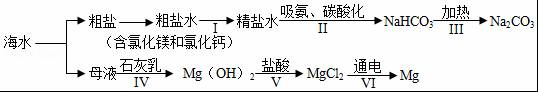 海水 粗盐 粗盐水 I 精盐水 吸氨、碳酸化 II NaHCO₃ 加热 III Na₂CO₃
（含氯化镁和氯化钙）
母液 石灰乳 IV Mg（OH）₂ 盐酸 V MgCl₂ 通电 VI Mg